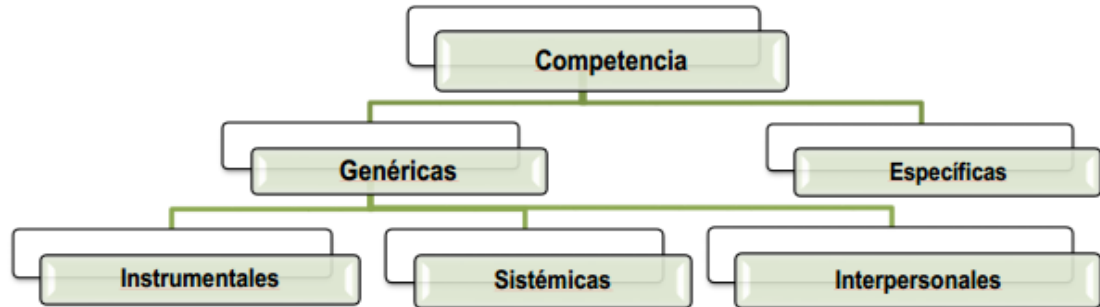 Competencia
Genéricas
Específicas
Instrumentales
Sistémicas
Interpersonales